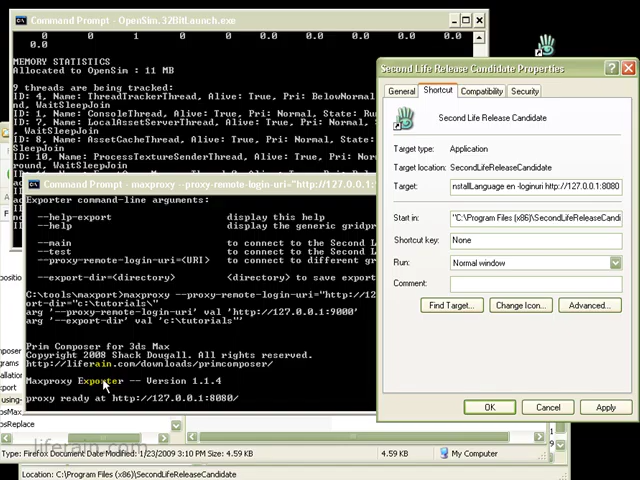 Command Prompt - OpenSim.32BitLaunch.exe
0 0 1 0 0 0 0
0.0
MEMORY STATISTICS
Allocated to OpenSim : 11 MB
9 threads are being tracked:
ID: 4, Name: ThreadTrackerThread, Alive: True, Pri: BelowNormal
, WaitSleepJoin
ID: 1, Name: ConsoleThread, Alive: True, Pri: Normal, State: Ru
ID: 7, Name: LocalAssetServerThread, Alive: True, Pri: Normal,
, WaitSleepJoin
ID: 8, Name: AssetCacheThread, Alive: True, Pri: Normal, State:
round, WaitSleepJoin
ID: 10, Name: ProcessTextureSenderThread, Alive: True, Pri: Nor
ound, WaitSleepJoin
Command Prompt - maxproxy --proxy-remote-login-uri="http://127.0.0.1:
Exporter command-line arguments:
--help-export display this help
--help display the generic gridpr
--main to connect to the Second L
--test to connect to the Second L
--proxy-remote-login-uri=<URI> to connect to different gr
--export-dir=<directory> directory to save export
C:\tools\maxport>maxproxy --proxy-remote-login-uri="http://12
ort-dir="c:\tutorials\"
arg '--proxy-remote-login-uri' val 'http://127.0.0.1:9000'
arg '--export-dir' val 'c:\tutorials"'
Prim Composer for 3ds Max
Copyright 2008 Shack Dougall. All rights reserved.
http://liferain.com/downloads/primcomposer/
Maxproxy Exporter -- Version 1.1.4
proxy ready at http://127.0.0.1:8080/
Second Life Release Candidate Properties
General
Shortcut
Compatibility
Security
Second Life Release Candidate
Target type: Application
Target location: SecondLifeReleaseCandidate
Target: nstallLanguage en -loginuri http://127.0.0.1:8080
Start in: "C:\Program Files (x86)\SecondLifeReleaseCandi
Shortcut key: None
Run: Normal window
Comment:
Find Target...
Change Icon...
Advanced...
OK
Cancel
Apply
liferain.com
Type: Firefox Document Date Modified: 1/23/2009 3:10 PM Size: 4.59 KB
4.59 KB
My Computer
Location: C:\Program Files (x86)\SecondLifeReleaseCandidate